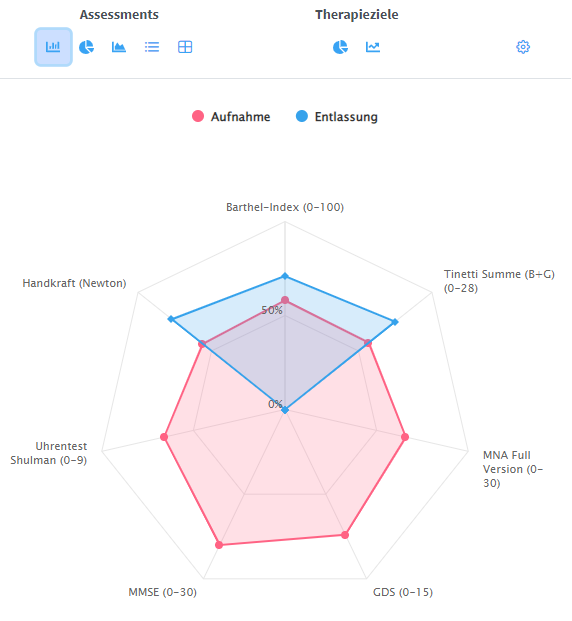 Assessments
Therapieziele
Aufnahme
Entlassung
Barthel-Index (0-100)
Handkraft (Newton)
Tinetti Summe (B+G)
(0-28)
50%
0%
Uhrentest
Shulman (0-9)
MNA Full
Version (0-
30)
MMSE (0-30)
GDS (0-15)